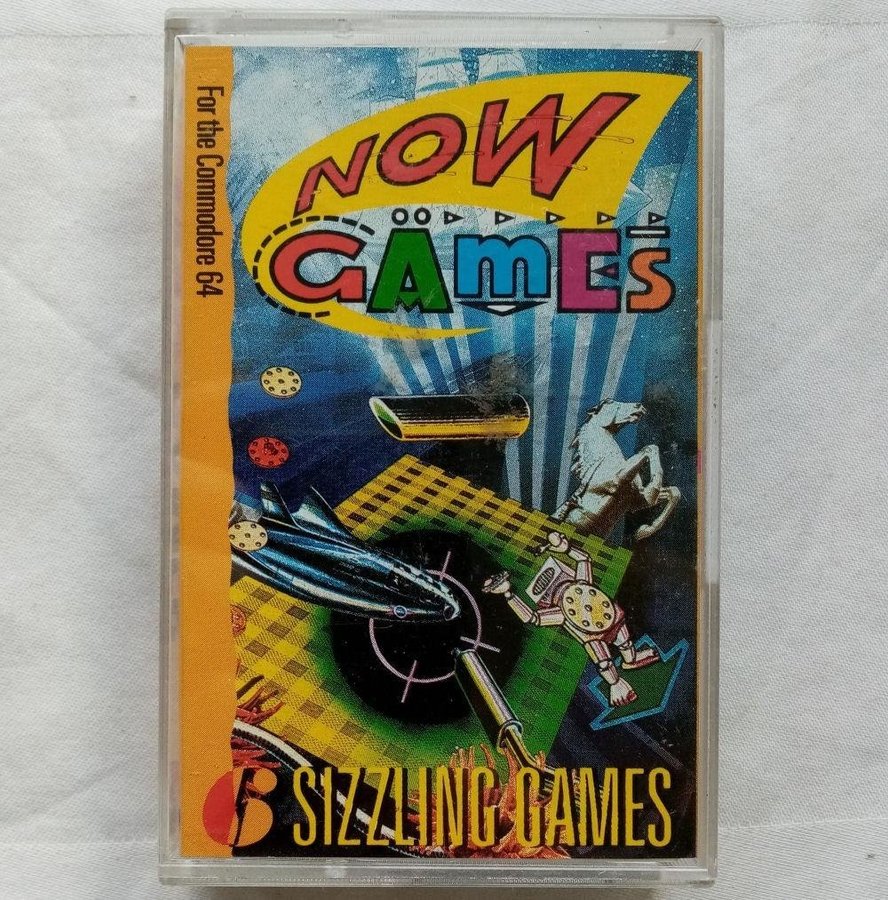 For the Commodore 64
NOW
GAMES
6 SIZZLING GAMES